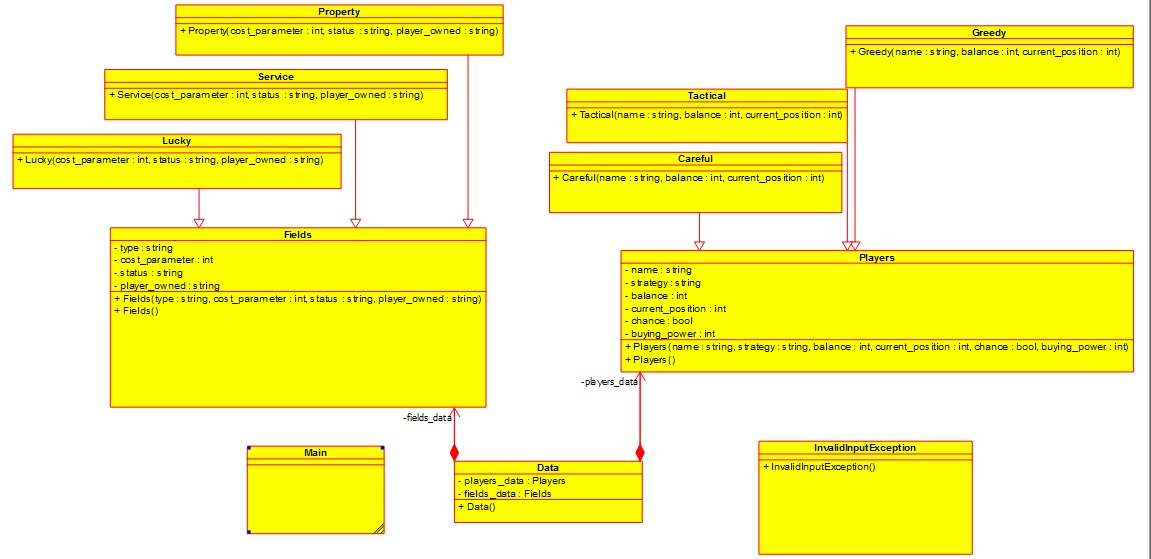 Property
+ Property(cost_parameter : int, status : string, player_owned : string)
Service
+ Service(cost_parameter : int, status : string, player_owned : string)
Lucky
+ Lucky(cost_parameter : int, status : string, player_owned : string)
Fields
- type : string
- cost_parameter : int
- status : string
- player_owned : string
+ Fields(type : string, cost_parameter : int, status : string, player_owned : string)
+ Fields()
Greedy
+ Greedy(name : string, balance : int, current_position : int)
Tactical
+ Tactical(name : string, balance : int, current_position : int)
Careful
+ Careful(name : string, balance : int, current_position : int)
Players
- name : string
- strategy : string
- balance : int
- current_position : int
- chance : bool
- buying_power : int
+ Players(name : string, strategy : string, balance : int, current_position : int, chance : bool, buying_power : int)
+ Players()
-players_data
-fields_data
Main
Data
- players_data : Players
- fields_data : Fields
+ Data()
InvalidInputException
+ InvalidInputException()